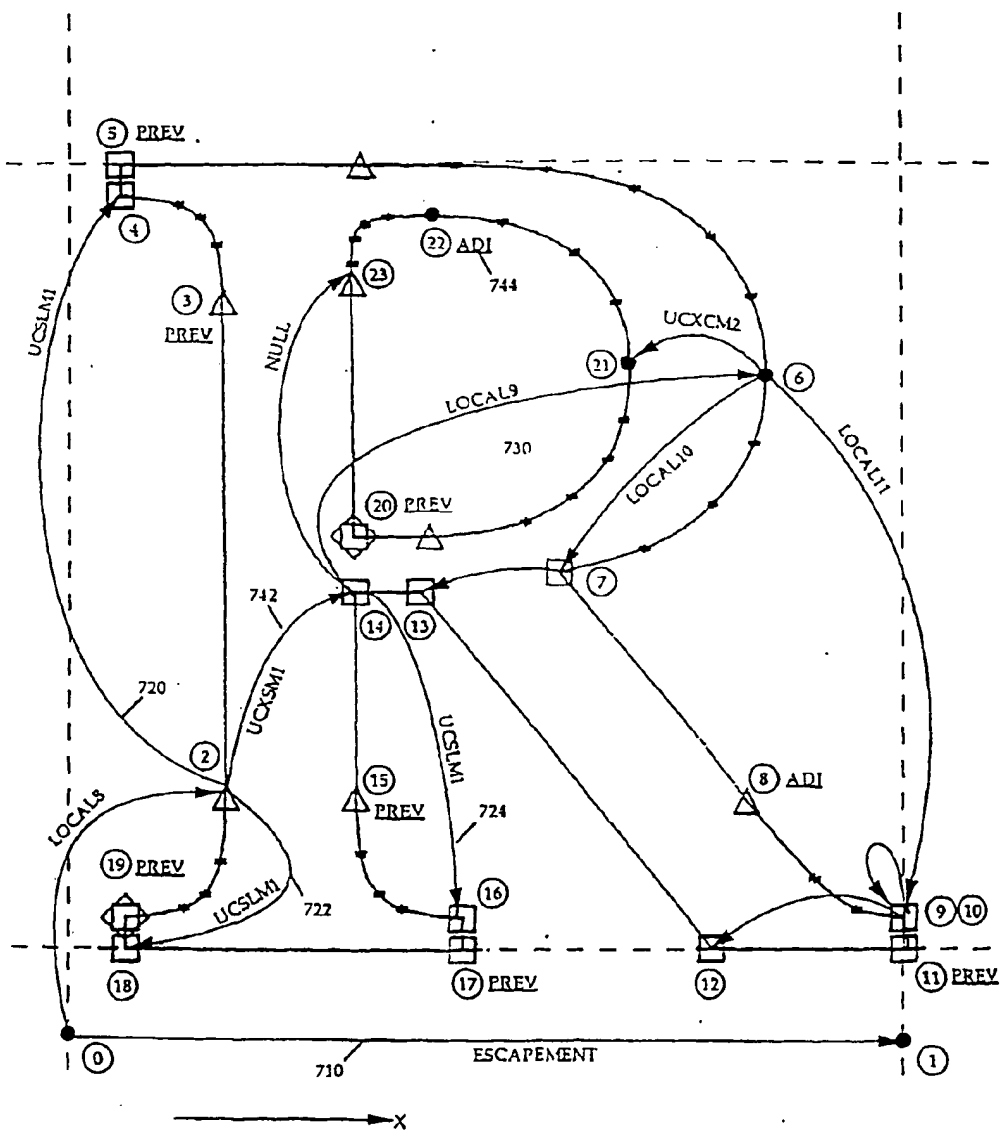 5 PREV
4
3
PREV
UCSLM1
NULL
23
22 ADI
744
UCXCM2
21
6
LOCAL9
730
LOCAL10
LOCAL11
20 PREV
7
742
14 13
720
UCXSM1
UCSLM1
2
15
PREV
8 ADI
724
LOCAL8
19 PREV
UCSLM1
722
16
9 10
18
17 PREV
12
11 PREV
0
710
ESCAPEMENT
1
X